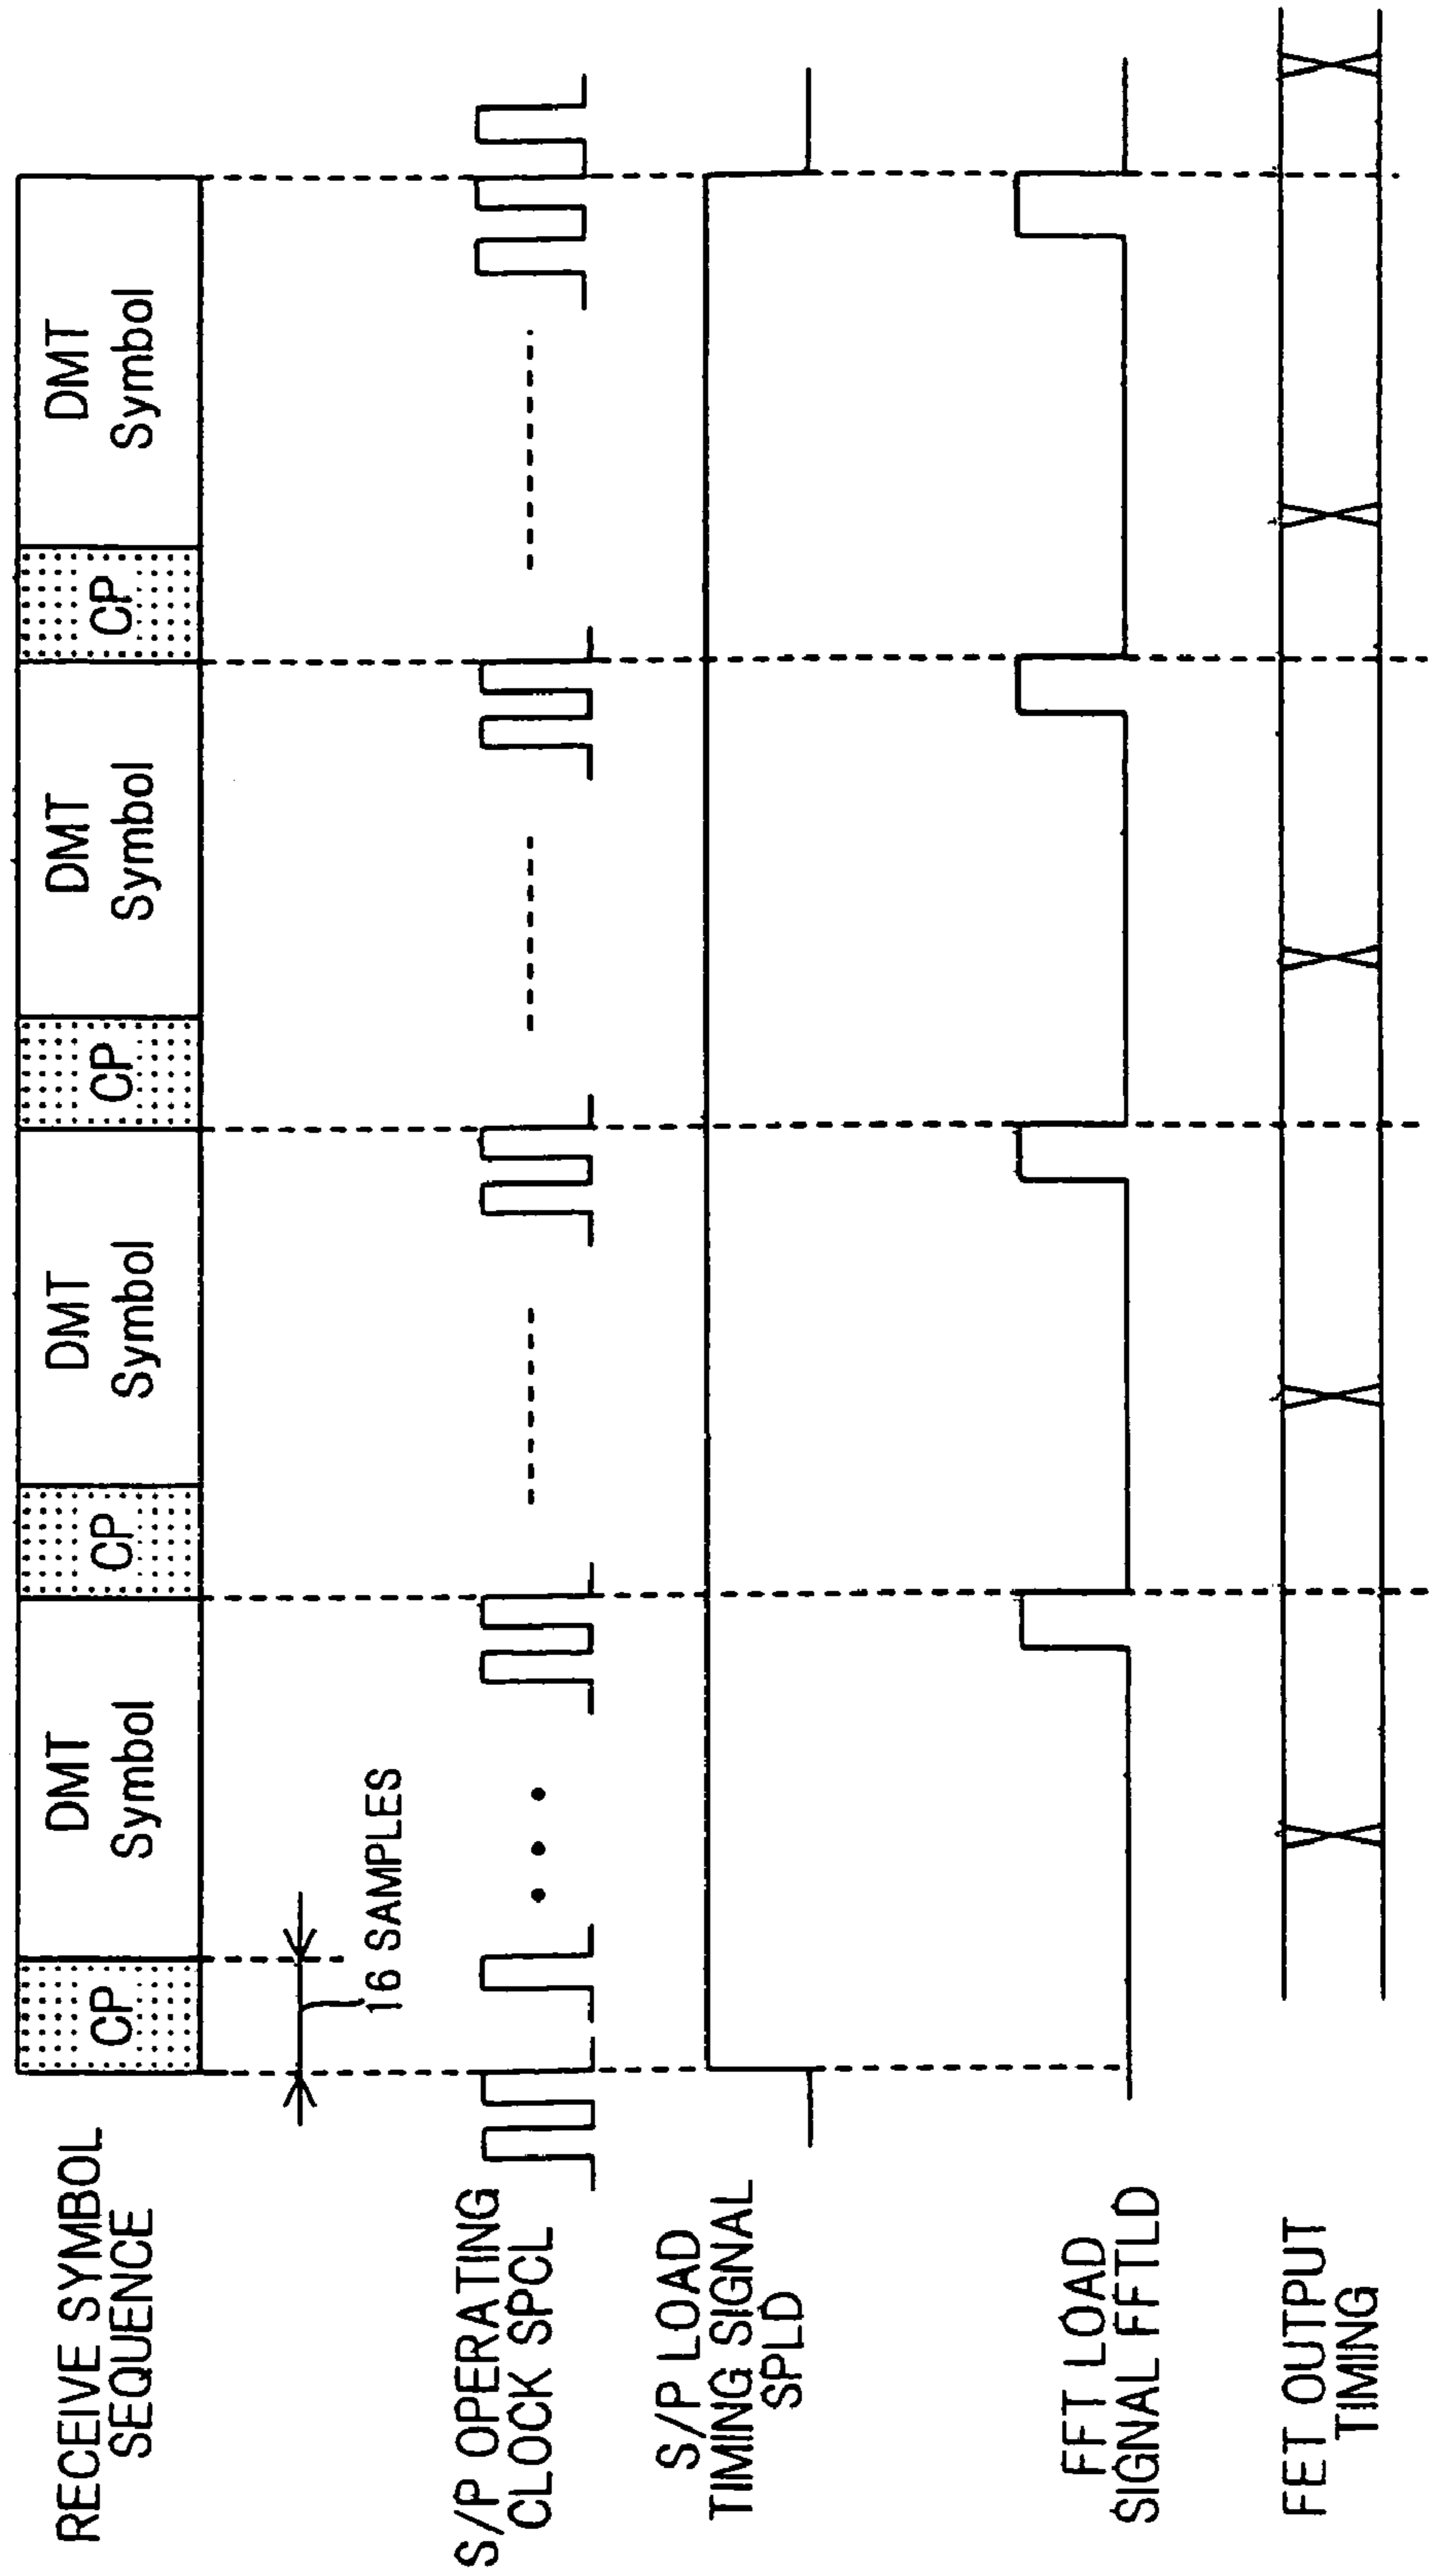 RECEIVE SYMBOL
SEQUENCE
CP
DMT
Symbol
CP
DMT
Symbol
CP
DMT
Symbol
CP
DMT
Symbol
16 SAMPLES
S/P OPERATING
CLOCK SPCL
S/P LOAD
TIMING SIGNAL
SPLD
FFT LOAD
SIGNAL FFTLD
FET OUTPUT
TIMING